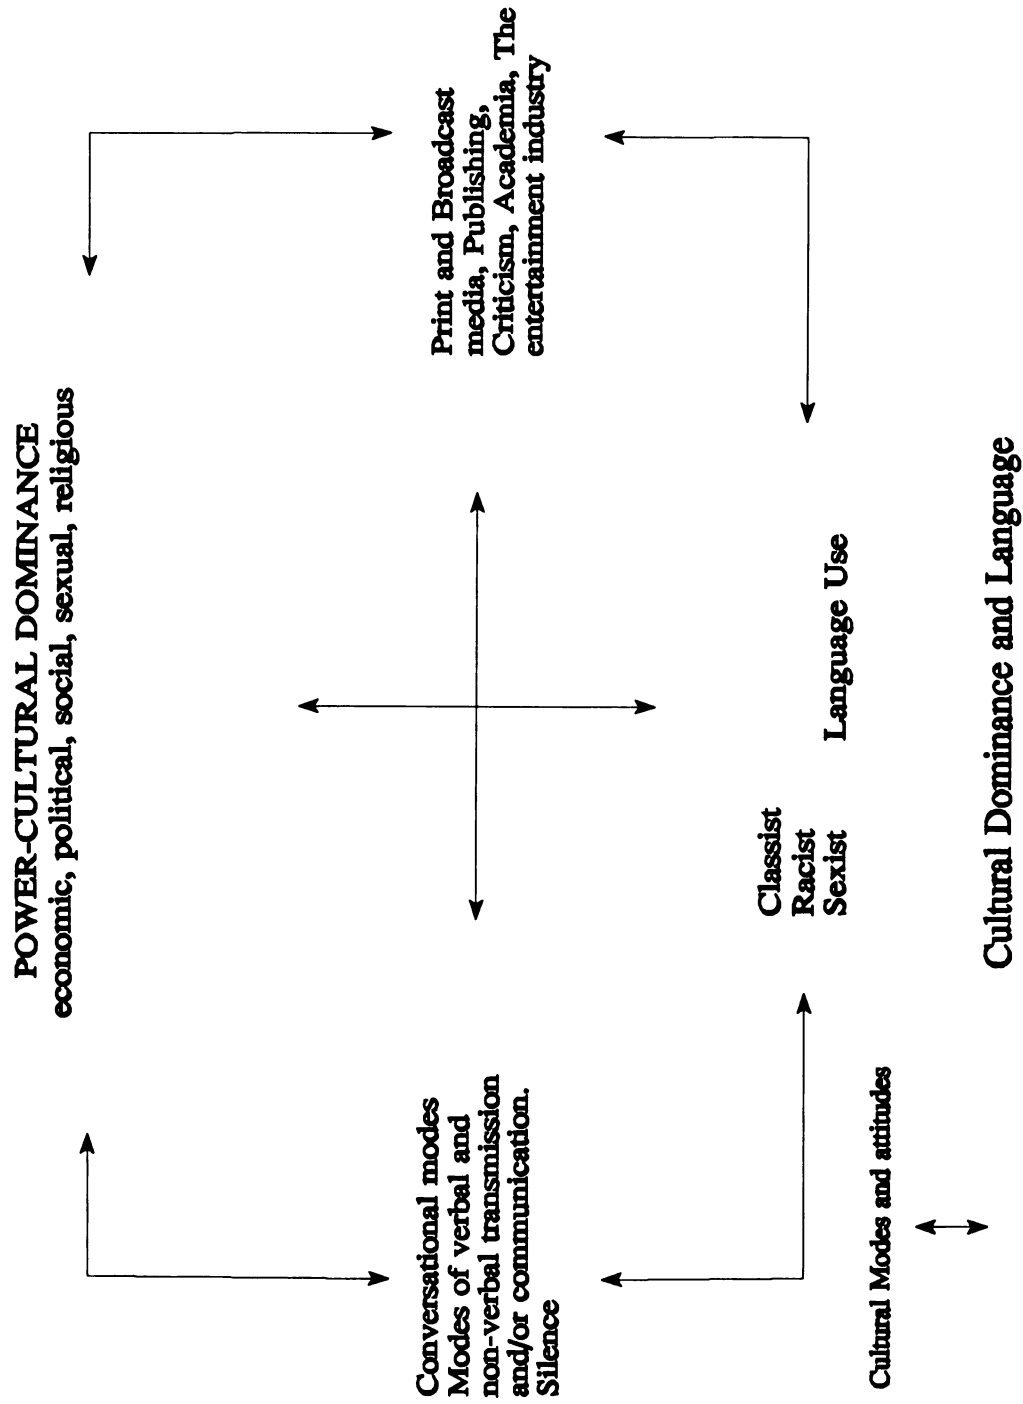 POWER-CULTURAL DOMINANCE
economic, political, social, sexual, religious
Conversational modes
Modes of verbal and
non-verbal transmission
and/or communication.
Silence
Print and Broadcast
media, Publishing,
Criticism, Academia, The
entertainment industry
Classist
Racist
Sexist
Language Use
Cultural Modes and attitudes
Cultural Dominance and Language